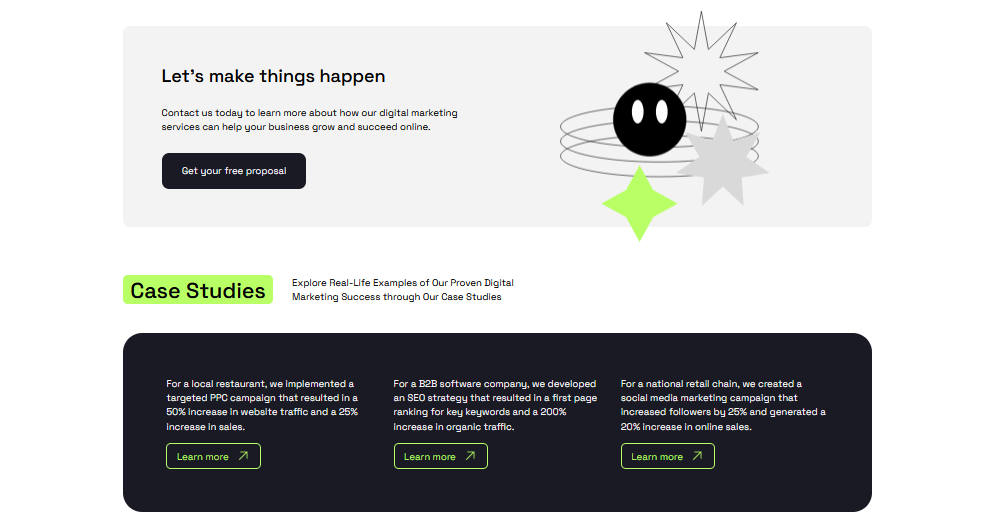 Let's make things happen
Contact us today to learn more about how our digital marketing
services can help your business grow and succeed online.
Get your free proposal
Case Studies
Explore Real-Life Examples of Our Proven Digital
Marketing Success through Our Case Studies
For a local restaurant, we implemented a
targeted PPC campaign that resulted in a
50% increase in website traffic and a 25%
increase in sales.
Learn more
For a B2B software company, we developed
an SEO strategy that resulted in a first page
ranking for key keywords and a 200%
increase in organic traffic.
Learn more
For a national retail chain, we created a
social media marketing campaign that
increased followers by 25% and generated a
20% increase in online sales.
Learn more